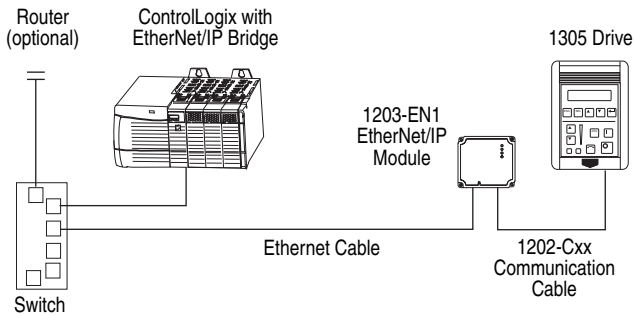 Router
(optional)
ControlLogix with
EtherNet/IP Bridge
1305 Drive
1203-EN1
EtherNet/IP
Module
Ethernet Cable
1202-Cxx
Communication
Cable
Switch